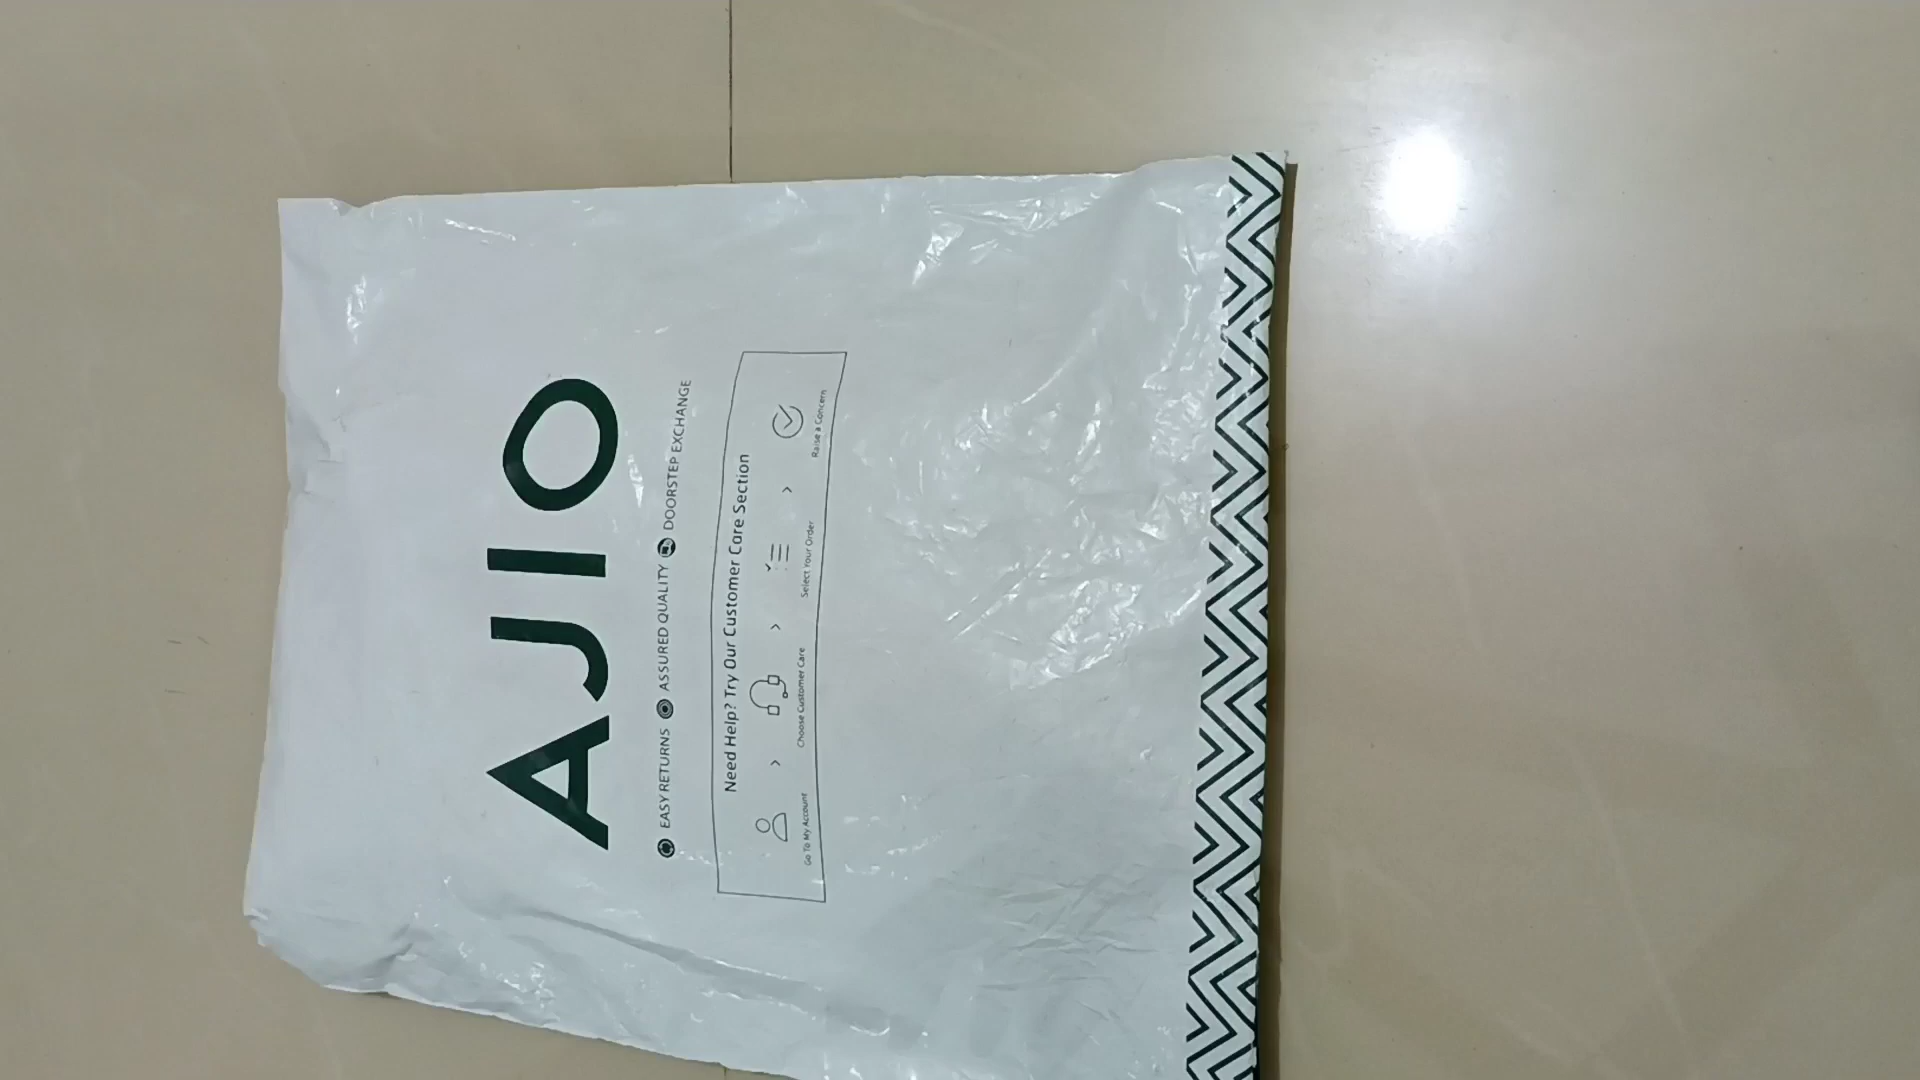 AJIO
EASY RETURNS ASSURED QUALITY DOORSTEP EXCHANGE
Need Help? Try Our Customer Care Section
Go To My Account > Choose Customer Care > Select Your Order > Raise a Concern